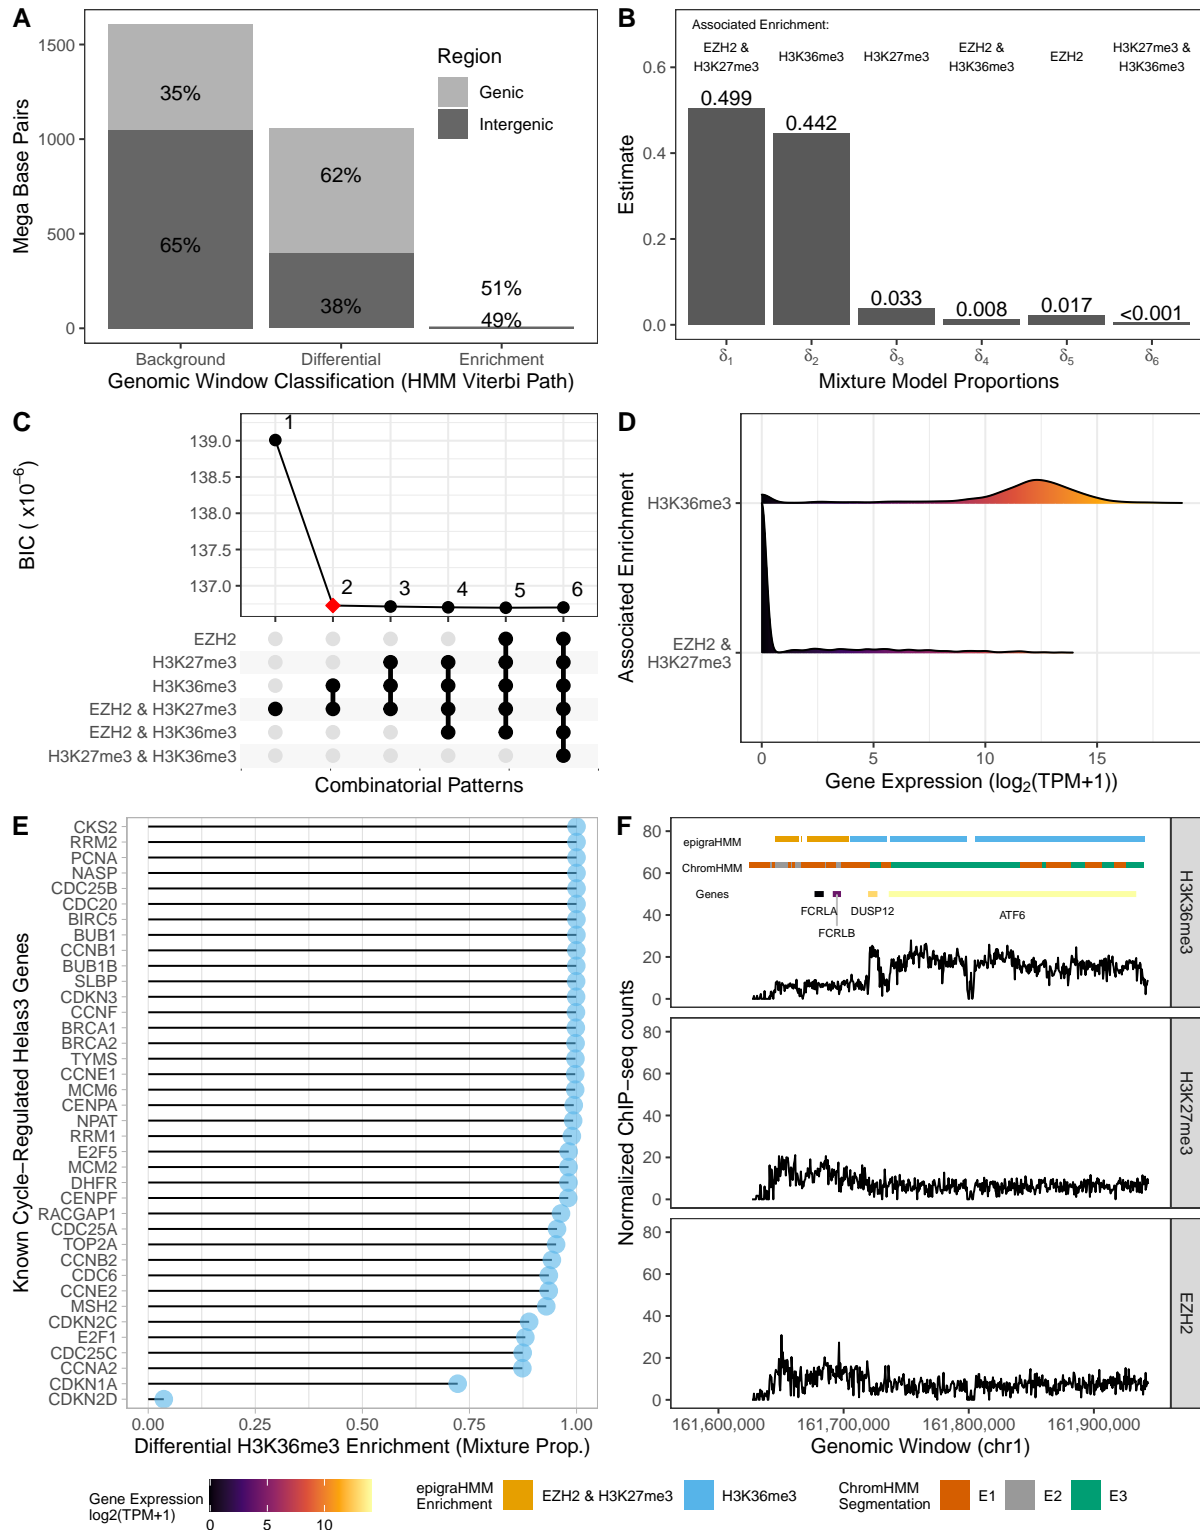 A
1500
1000
500
0
Mega Base Pairs
35%
65%
62%
38%
51%
49%
Region
Genic
Intergenic
Background
Differential
Enrichment
Genomic Window Classification (HMM Viterbi Path)
B
Associated Enrichment:
EZH2 &
H3K27me3
H3K36me3
H3K27me3
EZH2 &
H3K36me3
EZH2
H3K27me3 &
H3K36me3
0.6
0.4
0.2
0.0
Estimate
0.499
0.442
0.033
0.008
0.017
<0.001
δ1
δ2
δ3
δ4
δ5
δ6
Mixture Model Proportions
C
139.0
138.5
138.0
137.5
137.0
BIC ( x10−6)
1
2
3
4
5
6
EZH2
H3K27me3
H3K36me3
EZH2 & H3K27me3
EZH2 & H3K36me3
H3K27me3 & H3K36me3
Combinatorial Patterns
D
Associated Enrichment
H3K36me3
EZH2 &
H3K27me3
0
5
10
15
Gene Expression (log2(TPM+1))
E
Known Cycle−Regulated Helas3 Genes
CKS2
RRM2
PCNA
NASP
CDC25B
CDC20
BIRC5
BUB1
CCNB1
BUB1B
SLBP
CDKN3
CCNF
BRCA1
BRCA2
TYMS
CCNE1
MCM6
CENPA
NPAT
RRM1
E2F5
MCM2
DHFR
CENPF
RACGAP1
CDC25A
TOP2A
CCNB2
CDC6
CCNE2
MSH2
CDKN2C
E2F1
CDC25C
CCNA2
CDKN1A
CDKN2D
0.00
0.25
0.50
0.75
1.00
Differential H3K36me3 Enrichment (Mixture Prop.)
F
Normalized ChIP−seq counts
80
60
40
20
0
epigraHMM
ChromHMM
Genes
FCRLA
FCRLB
DUSP12
ATF6
H3K36me3
80
60
40
20
0
H3K27me3
80
60
40
20
0
EZH2
161,600,000
161,700,000
161,800,000
161,900,000
Genomic Window (chr1)
Gene Expression
log2(TPM+1)
0
5
10
epigraHMM
Enrichment
EZH2 & H3K27me3
H3K36me3
ChromHMM
Segmentation
E1
E2
E3